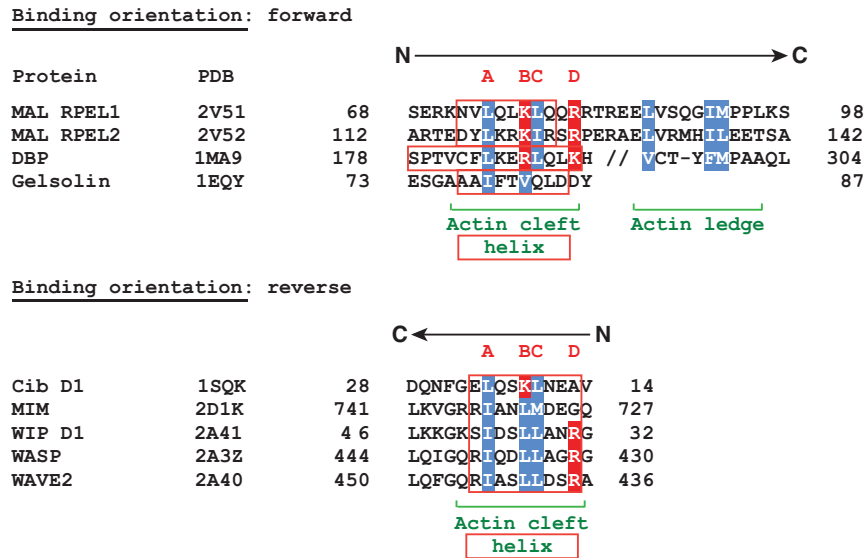 Binding orientation: forward
N C
Protein PDB A BC D
MAL RPEL1 2V51 68 SERKNVLQLKLQQRRTREELVSQGIMPPLKS 98
MAL RPEL2 2V52 112 ARTEDYLKRKIRSRPERAELVRMHILEETSA 142
DBP 1MA9 178 SPTVCFLKERLQLKH // VCT-YFMPAAQL 304
Gelsolin 1EQY 73 ESGAAAIFTVQLDDY 87
Actin cleft Actin ledge
helix
Binding orientation: reverse
C N
A BC D
Cib D1 1SQK 28 DQNFGELQSKLNEAV 14
MIM 2D1K 741 LKVGRRIANLMDEGQ 727
WIP D1 2A41 4 6 LKKGKSIDSLLANRG 32
WASP 2A3Z 444 LQIGQRIQDLLAGRG 430
WAVE2 2A40 450 LQFGQRIASLLDSRA 436
Actin cleft
helix